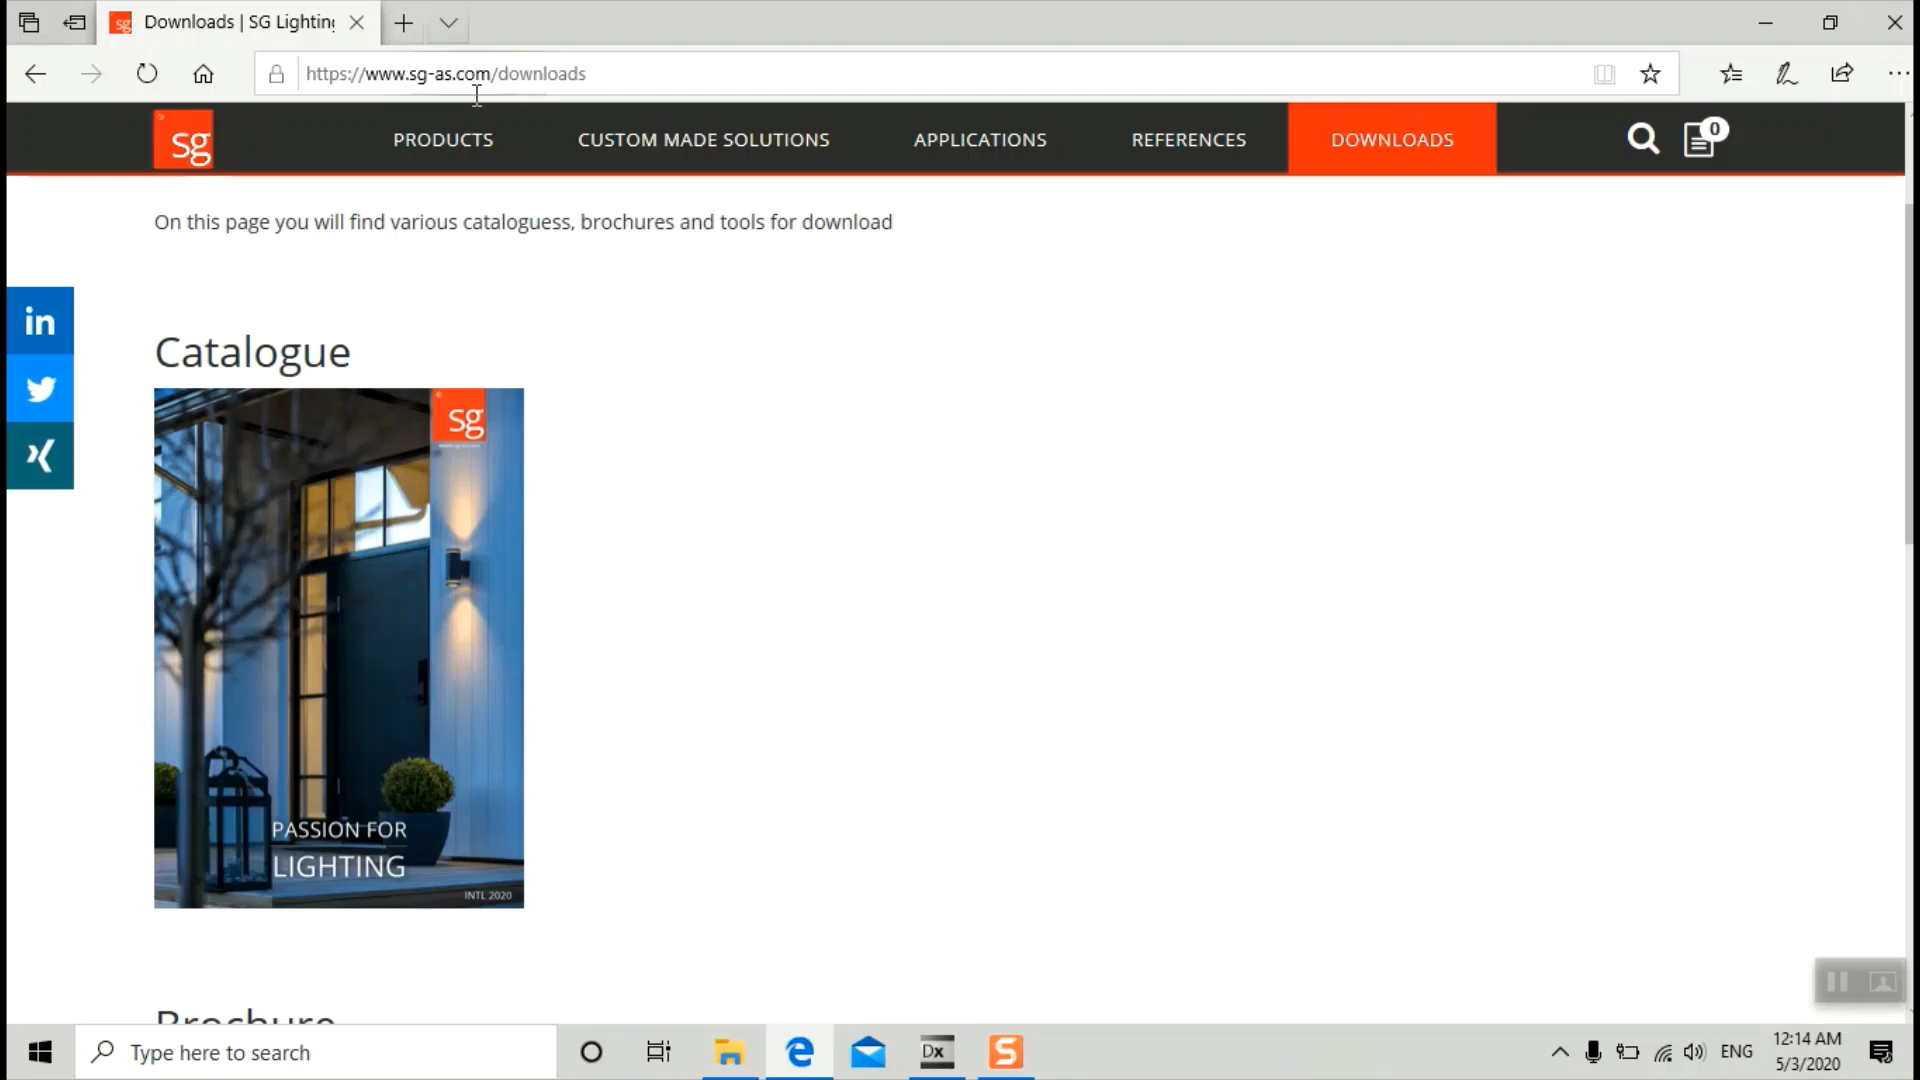 Downloads | SG Lighting
https://www.sg-as.com/downloads
sg
PRODUCTS
CUSTOM MADE SOLUTIONS
APPLICATIONS
REFERENCES
DOWNLOADS
0
On this page you will find various cataloguess, brochures and tools for download
in
Catalogue
sg
PASSION FOR
LIGHTING
INTL 2020
Brochure
Type here to search
Dx
S
ENG
12:14 AM
5/3/2020